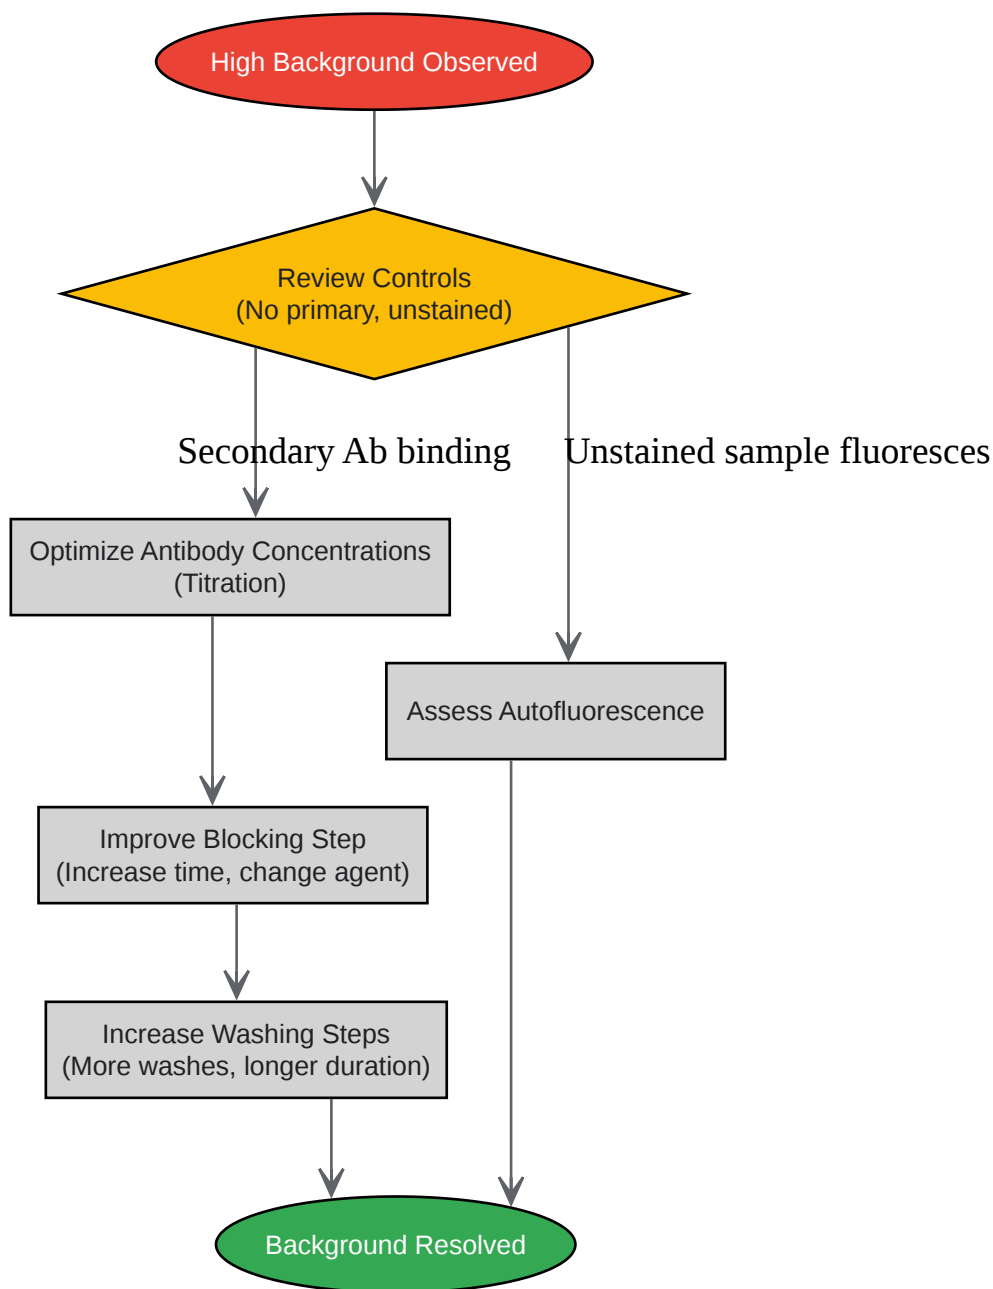 High Background Observed
Review Controls
(No primary, unstained)
Secondary Ab binding
Unstained sample fluoresces
Optimize Antibody Concentrations
(Titration)
Assess Autofluorescence
Improve Blocking Step
(Increase time, change agent)
Increase Washing Steps
(More washes, longer duration)
Background Resolved